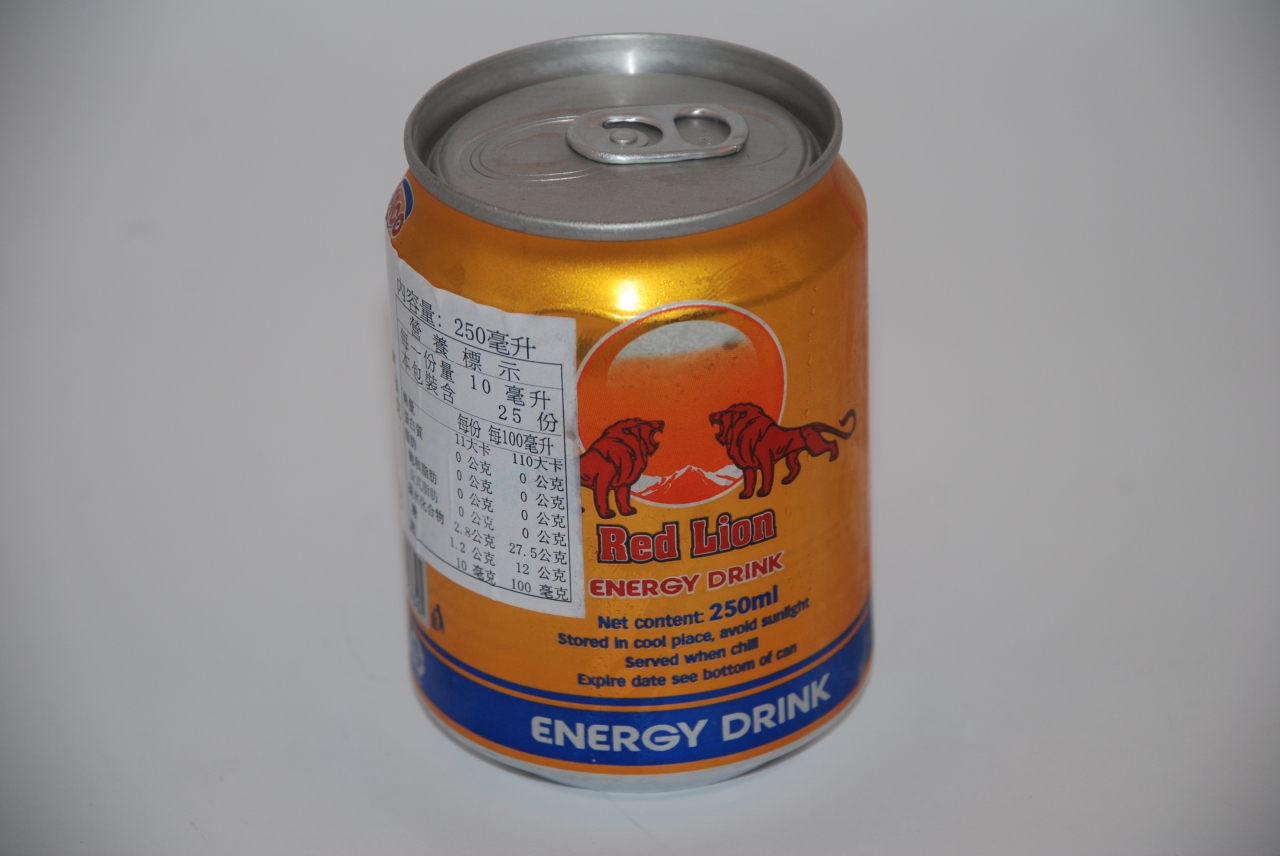 內容量: 250毫升
營養標示
每一份量 10 毫升
本包裝含 25 份
每份 每100毫升
11大卡 110大卡
0 公克 0 公克
0 公克 0 公克
0 公克 0 公克
0 公克 0 公克
2.8公克 27.5公克
1.2 公克 12 公克
10 毫克 100 毫克
Red Lion
ENERGY DRINK
Net content: 250ml
Stored in cool place, avoid sunlight
Served when chill
Expire date see bottom of can
ENERGY DRINK